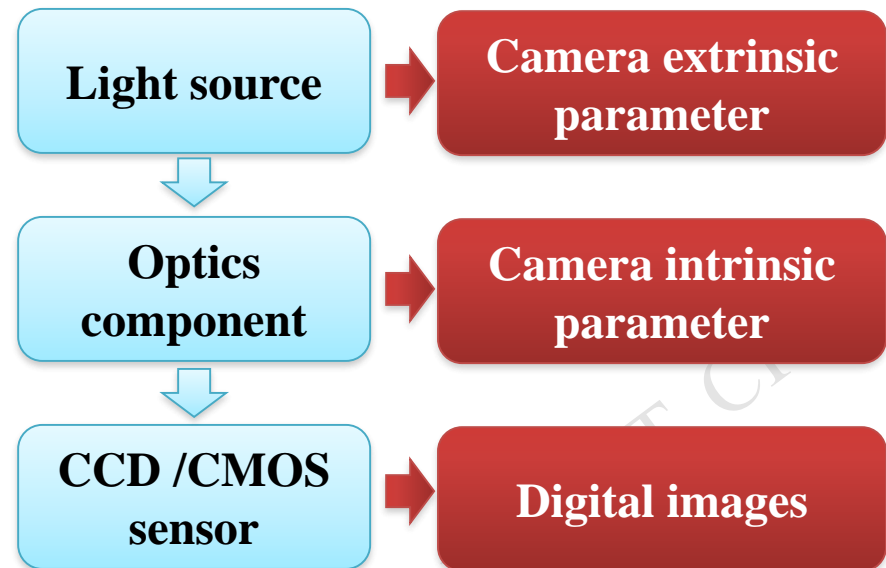 Light source
Camera extrinsic
parameter
Optics
component
Camera intrinsic
parameter
CCD /CMOS
sensor
Digital images